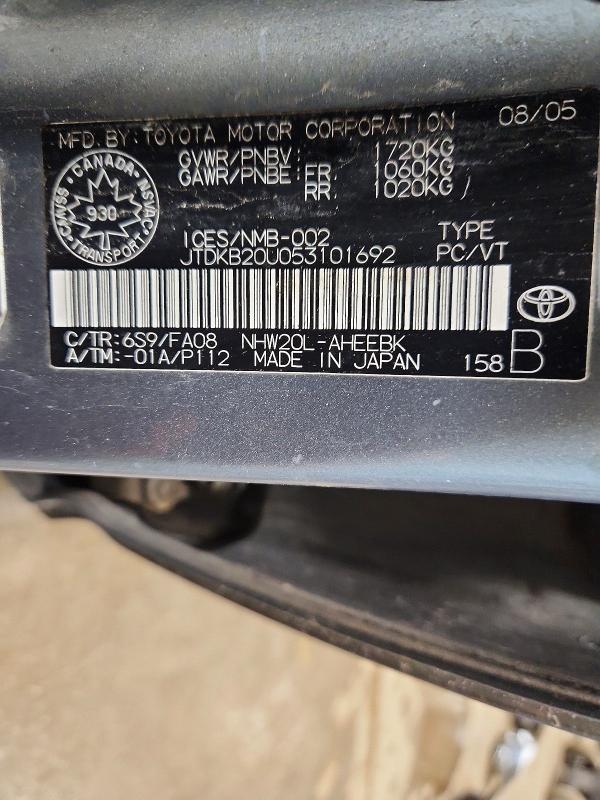 MFD. BY: TOYOTA MOTOR CORPORATION 08/05
GVWR/PNBV 1720KG
GAWR/PNBE FR 1060KG
RR 1020KG
CANADA
930
TRANSPORT
CMVSS
NSVAC
ICES/NMB-002 TYPE
JTDKB20U053101692 PC/VT
C/TR: 6S9/FA08 NHW20L-AHEEBK
A/TM: -01A/P112 MADE IN JAPAN 158 B